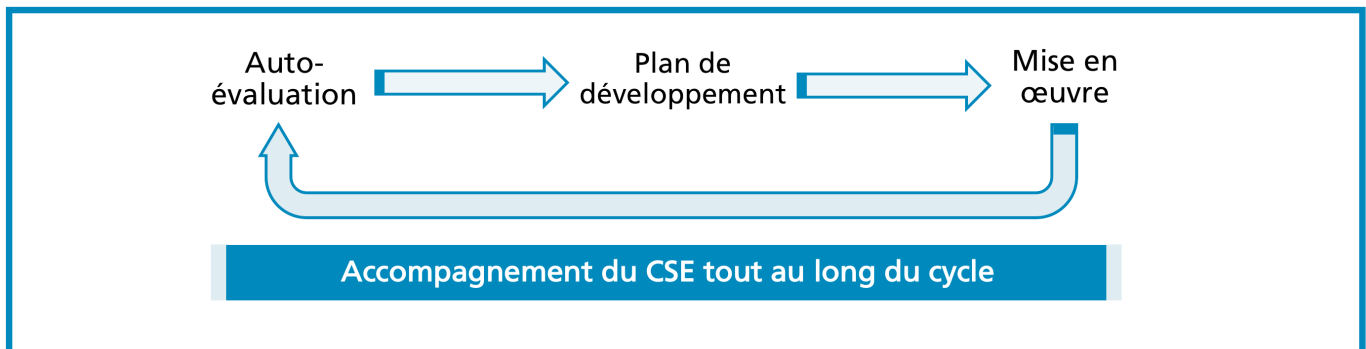 Auto-
évaluation
Plan de
développement
Mise en
œuvre
Accompagnement du CSE tout au long du cycle